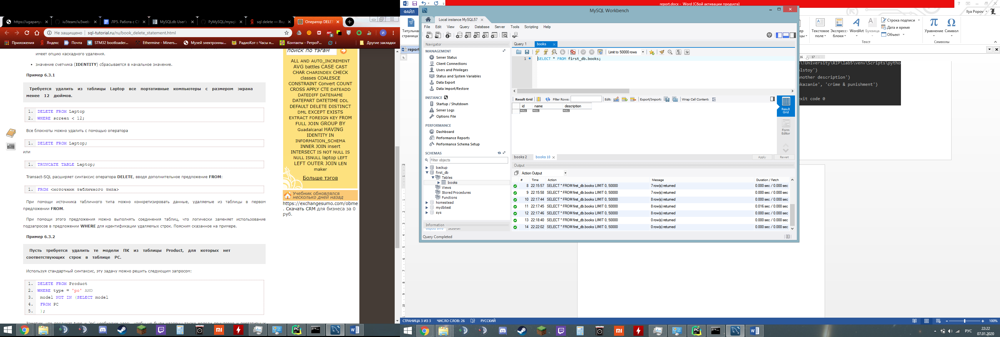 https://ugapanyu
iu5team/iu5web-
ЛР5. Работа с СУ
MySQLdb User's
PyMySQL/mysqlc
sql delete — Янд
Оператор DELET
Не защищено
sql-tutorial.ru/ru/book_delete_statement.html
Приложения
Яндекс
Почта
STM32 bootloader...
Ethermine - Miners...
Музей электронны...
РадиоКот :: Часы н...
Контакты - РетроР...
i
Другие закладки
имеет опцию каскадного удаления.
значение счетчика (IDENTITY) сбрасывается в начальное значение.
Пример 6.3.1
Требуется удалить из таблицы Laptop все портативные компьютеры с размером экрана
менее 12 дюймов.
1. DELETE FROM Laptop
2. WHERE screen < 12;
Все блокноты можно удалить с помощью оператора
1. DELETE FROM Laptop;
или
1. TRUNCATE TABLE Laptop;
Transact-SQL расширяет синтаксис оператора DELETE, вводя дополнительное предложение FROM:
1. FROM <источник табличного типа>
При помощи источника табличного типа можно конкретизировать данные, удаляемые из таблицы в первом
предложении FROM.
При помощи этого предложения можно выполнять соединения таблиц, что логически заменяет использование
подзапросов в предложении WHERE для идентификации удаляемых строк. Поясним сказанное на примере.
Пример 6.3.2
Пусть требуется удалить те модели ПК из таблицы Product, для которых нет
соответствующих строк в таблице PC.
Используя стандартный синтаксис, эту задачу можно решить следующим запросом:
1. DELETE FROM Product
2. WHERE type = 'pc' AND
3. model NOT IN (SELECT model
4. FROM PC
5. );
Заметим, что предикат type = 'pc' необходим здесь, чтобы не были удалены также модели принтеров и портативных
поиск по тэгам
ALL AND AUTO_INCREMENT
AVG battles CASE CAST
CHAR CHARINDEX CHECK
classes COALESCE
CONSTRAINT Convert COUNT
CROSS APPLY CTE DATEADD
DATEDIFF DATENAME
DATEPART DATETIME DDL
DEFAULT DELETE DISTINCT
DML EXCEPT EXISTS
EXTRACT FOREIGN KEY FROM
FULL JOIN GROUP BY
Guadalcanal HAVING
IDENTITY IN
INFORMATION_SCHEMA
INNER JOIN insert
INTERSECT IS NOT NULL IS
NULL ISNULL laptop LEFT
LEFT OUTER JOIN LEN
maker
Больше тэгов
Учебник обновлялся
несколько дней назад
https://exchangesumo.com/obme
. Скачать CRM для бизнеса за 0
руб.
report.docx - Word (Сбой активации продукта)
ФАЙЛ
Ilya Popov
Титульная
страница
Текстовое
поле
Экспресс-
блоки
WordArt
Буквица
Строка подписи
Дата и время
Объект
Текст
Уравнение
Символ
Символы
report
16 17
\!University\RIP\lab5\venv\Scripts\pythor
olstoy')
another description')
akazanie', 'crime & punishment')
exit code 0
MySQL Workbench
Local instance MySQL57
File Edit View Query Database Server Tools Scripting Help
Navigator
MANAGEMENT
Server Status
Client Connections
Users and Privileges
Status and System Variables
Data Export
Data Import/Restore
INSTANCE
Startup / Shutdown
Server Logs
Options File
PERFORMANCE
Dashboard
Performance Reports
Performance Schema Setup
SCHEMAS
Filter objects
backup
first_db
Tables
books
Views
Stored Procedures
Functions
homestead
mydbtest
sys
Information
Object Info Session
Query Completed
Query 1
books
Limit to 50000 rows
1 SELECT * FROM first_db.books;
Result Grid
Filter Rows:
Edit:
Export/Import:
Wrap Cell Content:
id name description
NULL NULL NULL
Result
Grid
Form
Editor
books 2
books 10
Apply
Revert
Output
Action Output
# Time Action Message Duration / Fetch
8 22:15:57 SELECT * FROM first_db.books LIMIT 0, 50000 7 row(s) returned 0.000 sec / 0.000 sec
9 22:15:58 SELECT * FROM first_db.books LIMIT 0, 50000 7 row(s) returned 0.000 sec / 0.000 sec
10 22:17:44 SELECT * FROM first_db.books LIMIT 0, 50000 8 row(s) returned 0.000 sec / 0.000 sec
11 22:17:45 SELECT * FROM first_db.books LIMIT 0, 50000 8 row(s) returned 0.016 sec / 0.000 sec
12 22:17:46 SELECT * FROM first_db.books LIMIT 0, 50000 8 row(s) returned 0.000 sec / 0.000 sec
13 22:18:40 SELECT * FROM first_db.books LIMIT 0, 50000 0 row(s) returned 0.000 sec / 0.000 sec
14 22:22:02 SELECT * FROM first_db.books LIMIT 0, 50000 0 row(s) returned 0.000 sec / 0.000 sec
СТРАНИЦА 3 ИЗ 3
ЧИСЛО СЛОВ: 26
РУССКИЙ
100%
РУС
22:22
07.01.2020